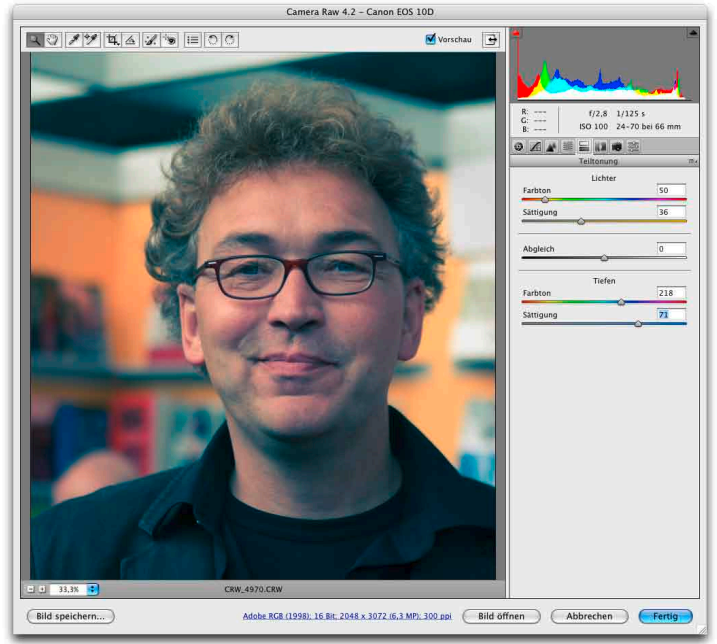 Camera Raw 4.2 – Canon EOS 10D
Vorschau
R: ---
G: ---
B: ---
f/2,8 1/125 s
ISO 100 24–70 bei 66 mm
Teiltonung
Lichter
Farbton 50
Sättigung 36
Abgleich 0
Tiefen
Farbton 218
Sättigung 71
33,3%
CRW_4970.CRW
Bild speichern...
Adobe RGB (1998); 16 Bit; 2048 x 3072 (6,3 MP); 300 ppi
Bild öffnen
Abbrechen
Fertig